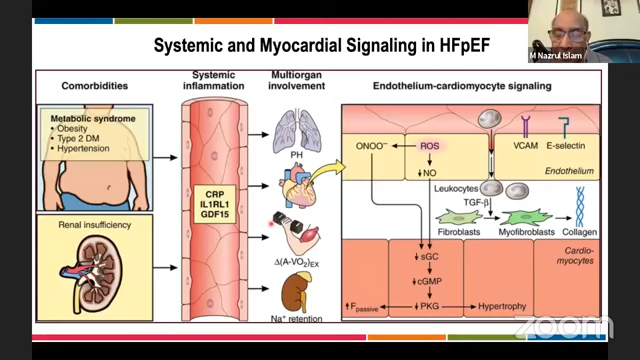 Systemic and Myocardial Signaling in HFpEF
M Nazrul Islam
Comorbidities
Metabolic syndrome
• Obesity
• Type 2 DM
• Hypertension
Renal insufficiency
Systemic
inflammation
CRP
IL1RL1
GDF15
Multiorgan
involvement
PH
Δ(A-VO₂)EX
Na⁺ retention
Endothelium-cardiomyocyte signaling
ONOO⁻
ROS
VCAM
E-selectin
↓ NO
Endothelium
Leukocytes
TGF-β
Fibroblasts
Myofibroblasts
Collagen
↓ sGC
Cardio-
myocytes
↓ cGMP
↑ Fpassive
↓ PKG
Hypertrophy
zoom